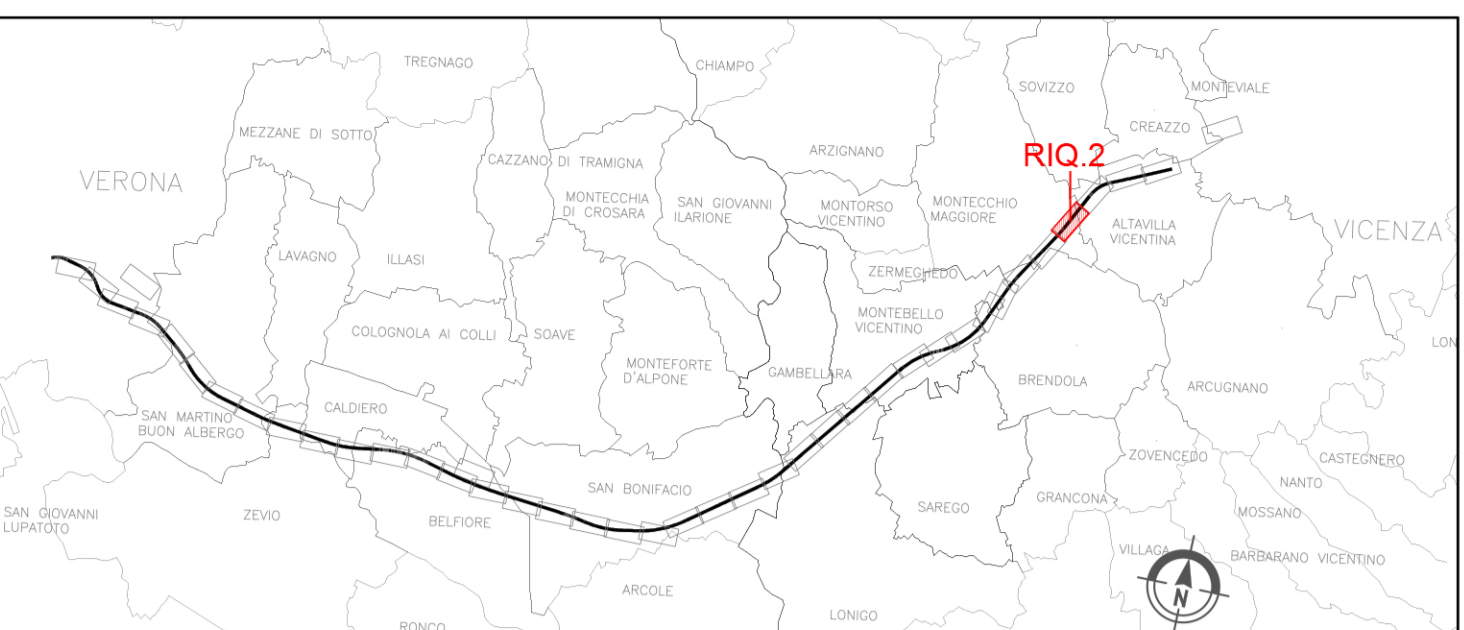 TREGNAGO
CHIAMPO
SOVIZZO
MONTEVIALE
MEZZANE DI SOTTO
CREAZZO
CAZZANO DI TRAMIGNA
ARZIGNANO
RIQ.2
VERONA
MONTECCHIA
DI CROSARA
SAN GIOVANNI
ILARIONE
MONTORSO
VICENTINO
MONTECCHIO
MAGGIORE
ALTAVILLA
VICENTINA
VICENZA
LAVAGNO
ILLASI
ZERMEGHEDO
COLOGNOLA AI COLLI
SOAVE
MONTEBELLO
VICENTINO
LON
MONTEFORTE
D'ALPONE
GAMBELLARA
BRENDOLA
ARCUGNANO
SAN MARTINO
BUON ALBERGO
CALDIERO
ZOVENCEDO
CASTEGNERO
SAN BONIFACIO
NANTO
GRANCONA
SAN GIOVANNI
LUPATOTO
ZEVIO
BELFIORE
SAREGO
MOSSANO
VILLAGA
BARBARANO VICENTINO
ARCOLE
N
LONIGO
RONCO